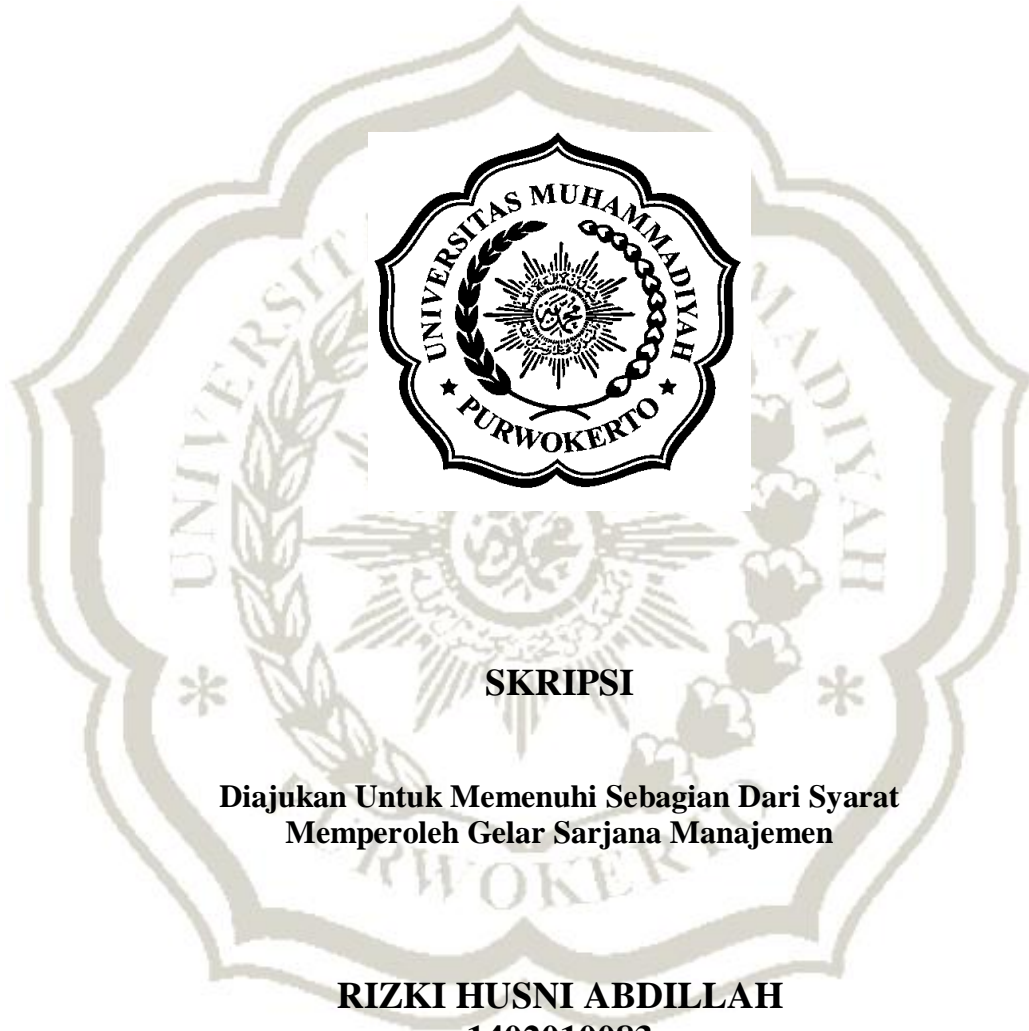 UNIVERSITAS MUHAMMADIYAH
PURWOKERTO
SKRIPSI
Diajukan Untuk Memenuhi Sebagian Dari Syarat
Memperoleh Gelar Sarjana Manajemen
RIZKI HUSNI ABDILLAH